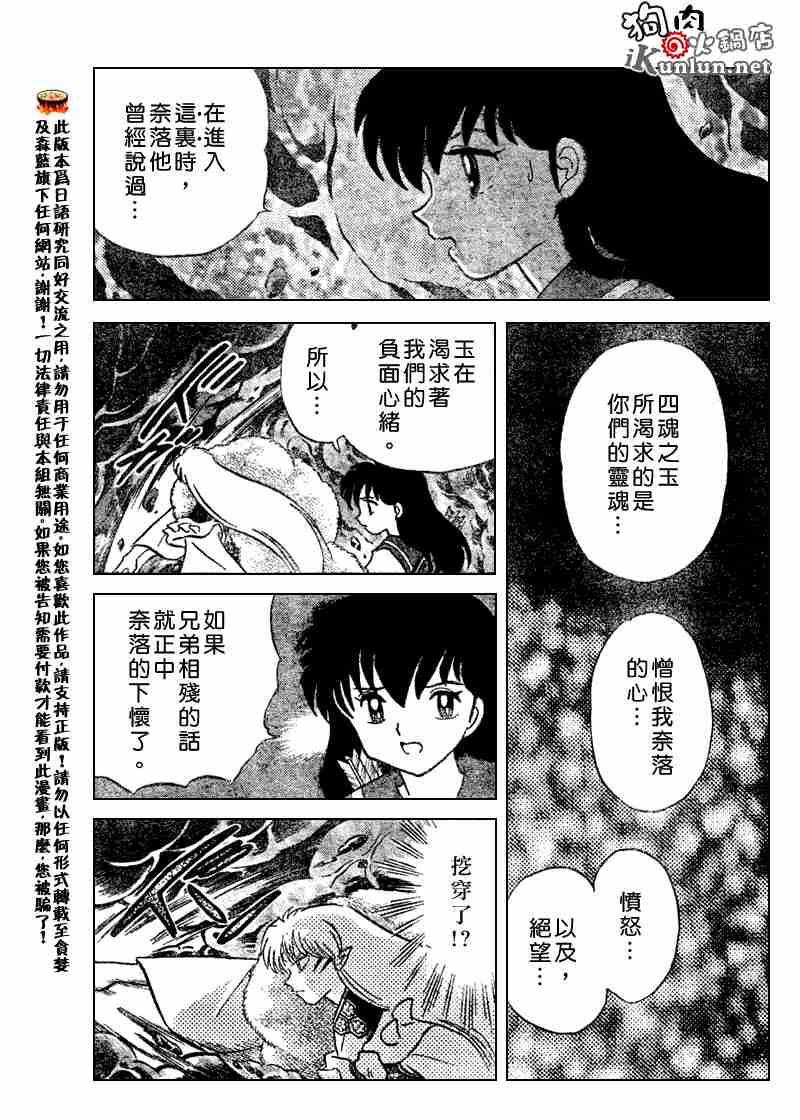 狗肉
火鍋店
iKunlun.net
在進入
這裏時，
奈落他
曾經說過…
四魂之玉
所渴求的是
你們的靈魂…
憎恨我奈落
的心…
憤怒…
以及，
絕望…
玉在
渴求著
我們的
負面心緒。
所以…
如果
兄弟相殘的話
就正中
奈落的下懷了。
挖穿了!?
此版本爲日語研究同好交流之用，請勿用于任何商業用途。如您喜歡此作品，請支持正版！請勿以任何形式轉載至貪婪
及森藍旗下任何網站，謝謝！一切法律責任與本組無關。如果您被告知需要付款才能看到此漫畫，那麼，您被騙了！